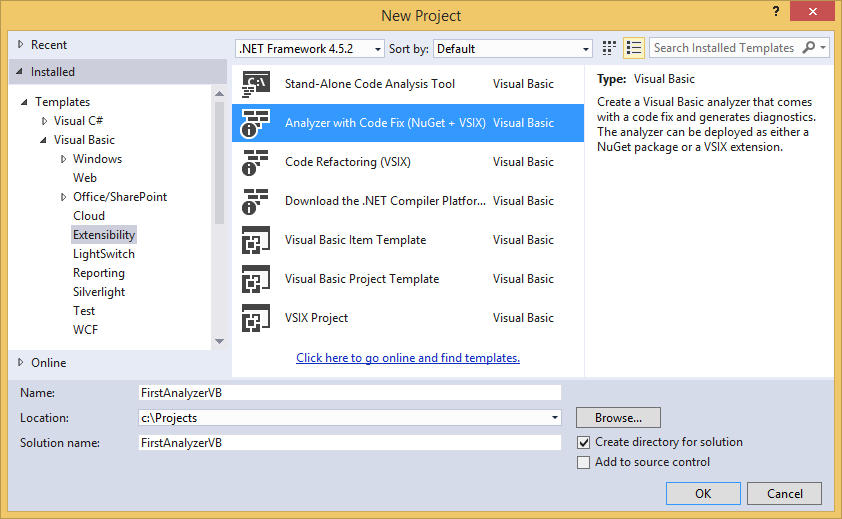 New Project
?
Recent
Installed
Templates
Visual C#
Visual Basic
Windows
Web
Office/SharePoint
Cloud
Extensibility
LightSwitch
Reporting
Silverlight
Test
WCF
Online
.NET Framework 4.5.2
Sort by: Default
Search Installed Templates
C:\ Stand-Alone Code Analysis Tool Visual Basic
Analyzer with Code Fix (NuGet + VSIX) Visual Basic
Code Refactoring (VSIX) Visual Basic
Download the .NET Compiler Platfor... Visual Basic
Visual Basic Item Template Visual Basic
Visual Basic Project Template Visual Basic
VSIX Project Visual Basic
Click here to go online and find templates.
Type: Visual Basic
Create a Visual Basic analyzer that comes
with a code fix and generates diagnostics.
The analyzer can be deployed as either a
NuGet package or a VSIX extension.
Name: FirstAnalyzerVB
Location: c:\Projects
Browse...
Solution name: FirstAnalyzerVB
Create directory for solution
Add to source control
OK
Cancel